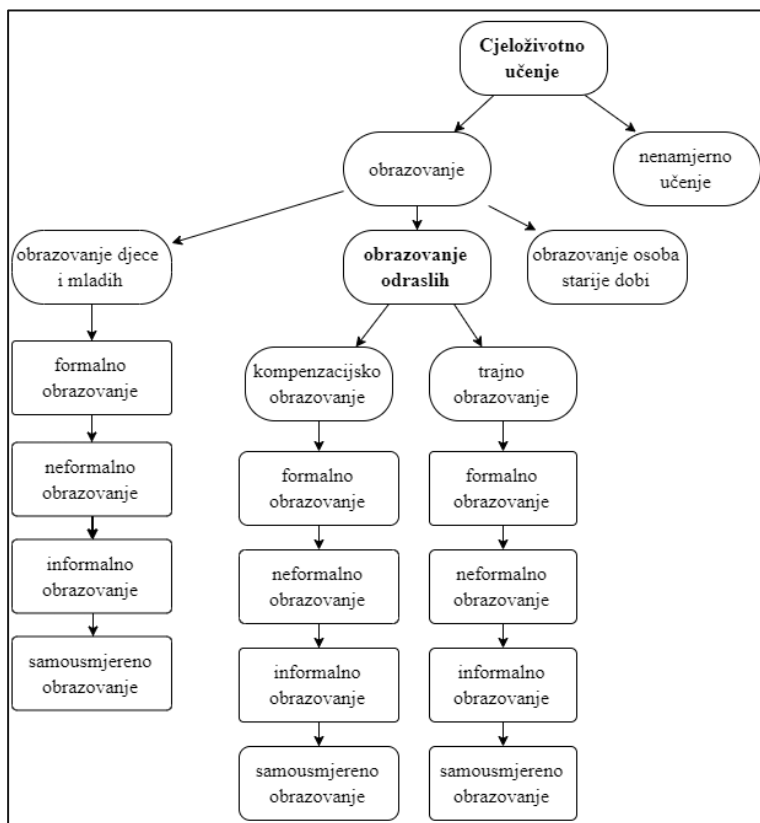 Cjeloživotno
učenje
obrazovanje
nenamjerno
učenje
obrazovanje djece
i mladih
obrazovanje
odraslih
obrazovanje osoba
starije dobi
formalno
obrazovanje
neformalno
obrazovanje
informalno
obrazovanje
samousmjereno
obrazovanje
kompenzacijsko
obrazovanje
formalno
obrazovanje
neformalno
obrazovanje
informalno
obrazovanje
samousmjereno
obrazovanje
trajno
obrazovanje
formalno
obrazovanje
neformalno
obrazovanje
informalno
obrazovanje
samousmjereno
obrazovanje